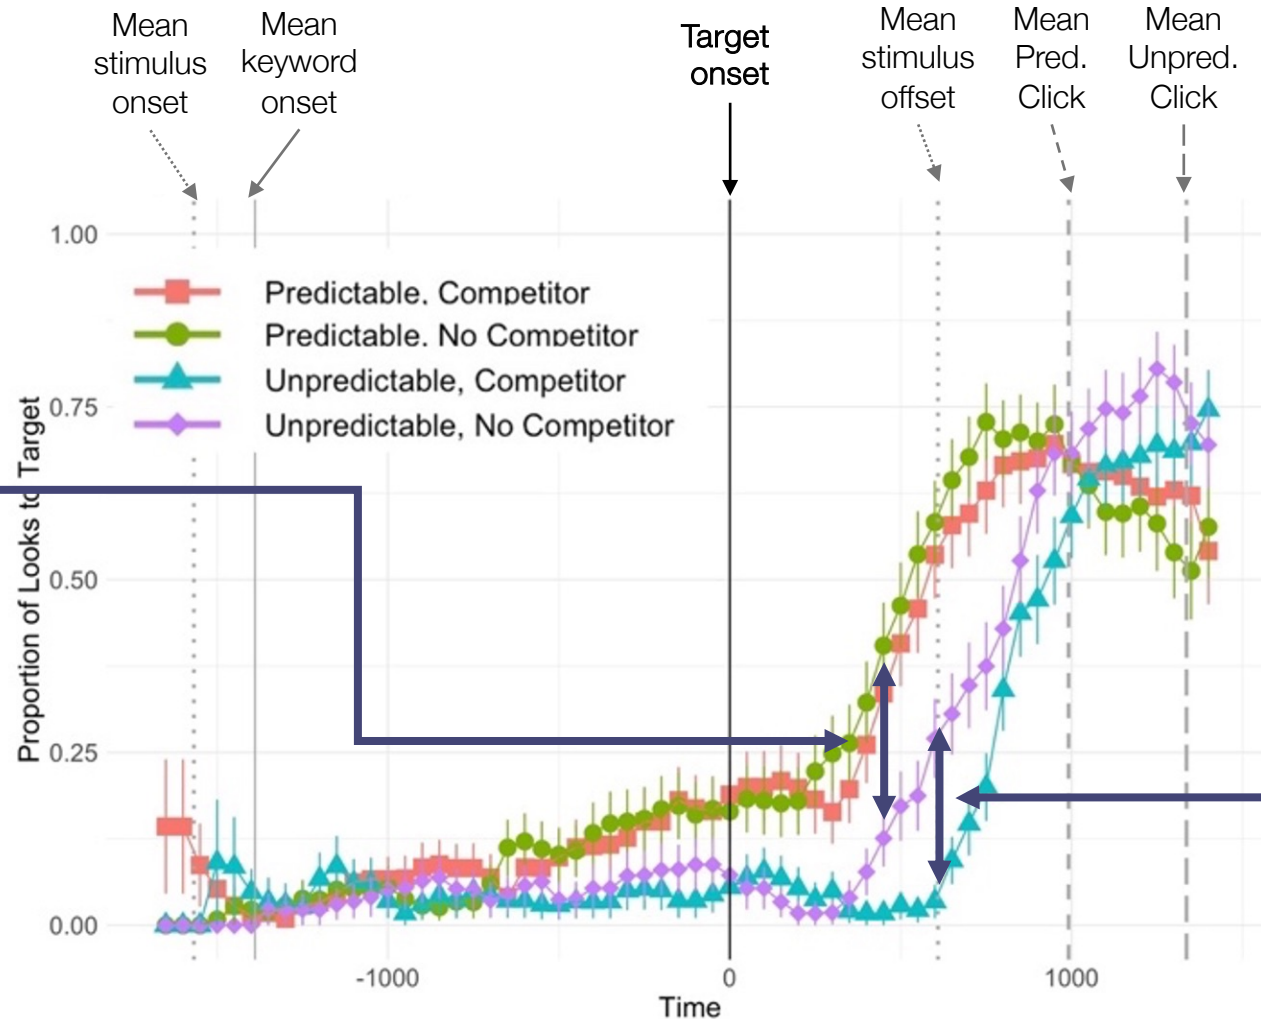 Mean
stimulus
onset
Mean
keyword
onset
Target
onset
Mean
stimulus
offset
Mean
Pred.
Click
Mean
Unpred.
Click
1.00
0.75
0.50
0.25
0.00
Proportion of Looks to Target
Predictable, Competitor
Predictable, No Competitor
Unpredictable, Competitor
Unpredictable, No Competitor
-1000
0
1000
Time